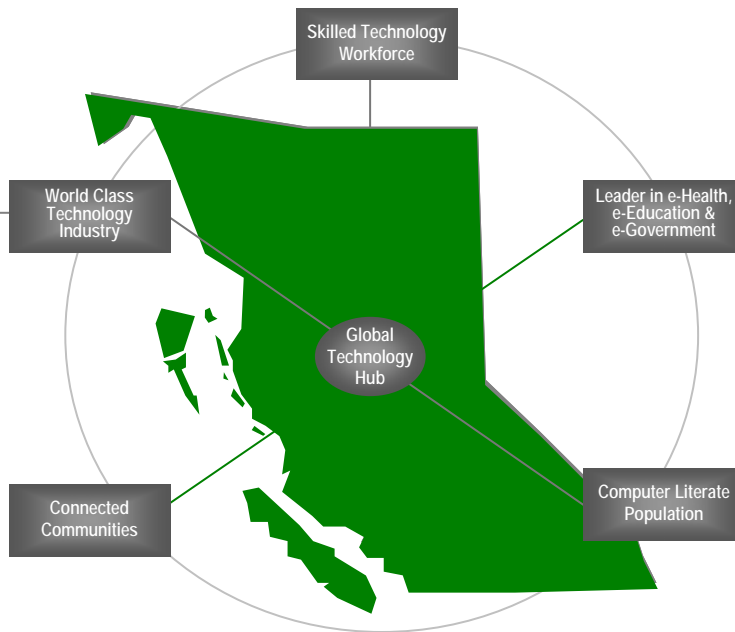 Skilled Technology
Workforce
World Class
Technology
Industry
Leader in e-Health,
e-Education &
e-Government
Global
Technology
Hub
Connected
Communities
Computer Literate
Population